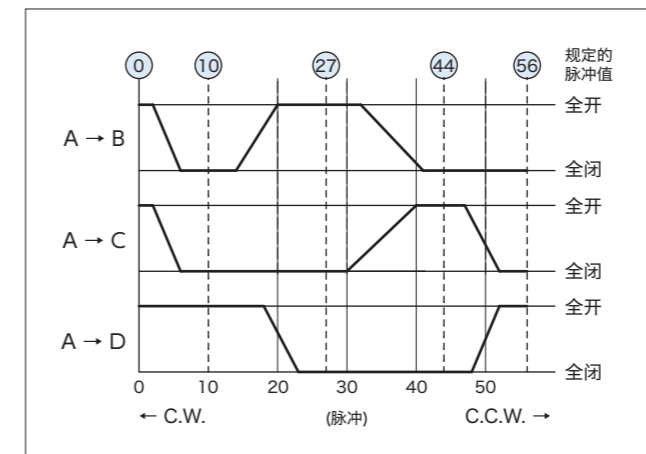 0 10 27 44 56 规定的
脉冲值
全开
A → B
全闭
全开
A → C
全闭
全开
A → D
全闭
0 10 20 30 40 50
← C.W. (脉冲) C.C.W. →